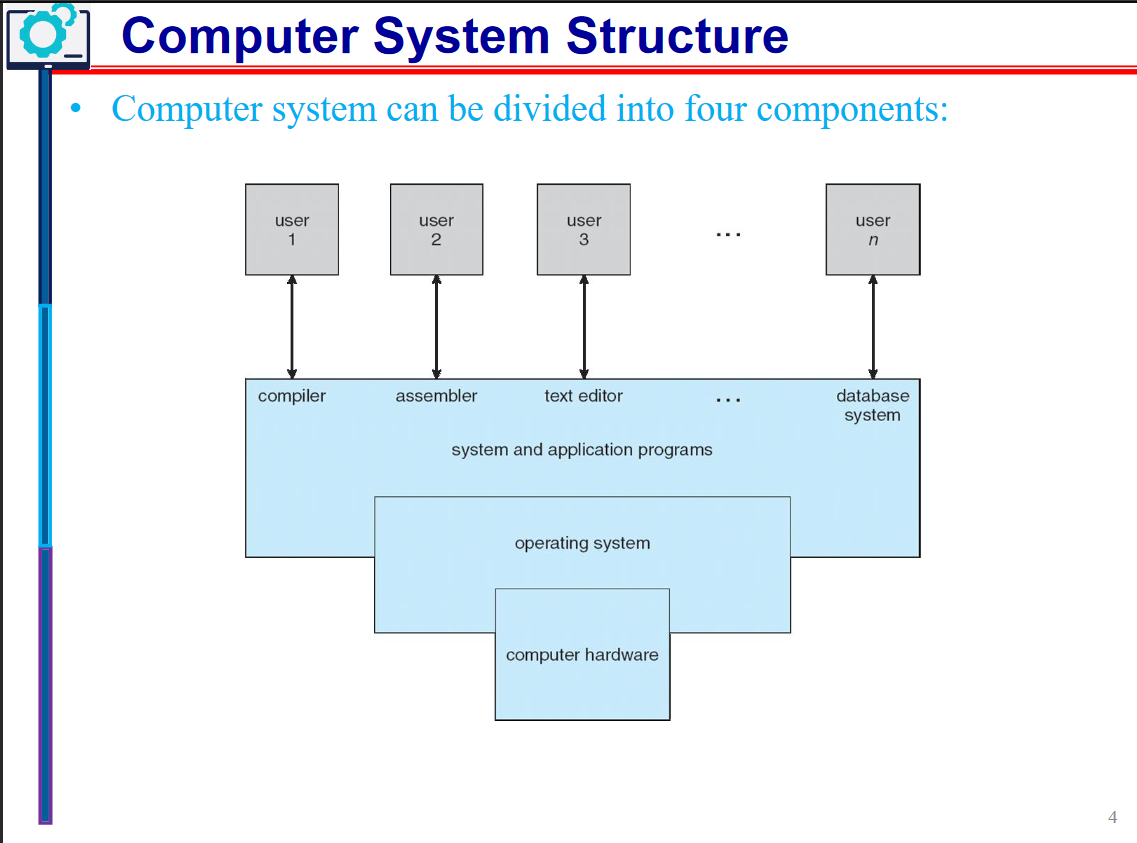 Computer System Structure
• Computer system can be divided into four components:
user
1
user
2
user
3
...
user
n
compiler
assembler
text editor
...
database
system
system and application programs
operating system
computer hardware
4